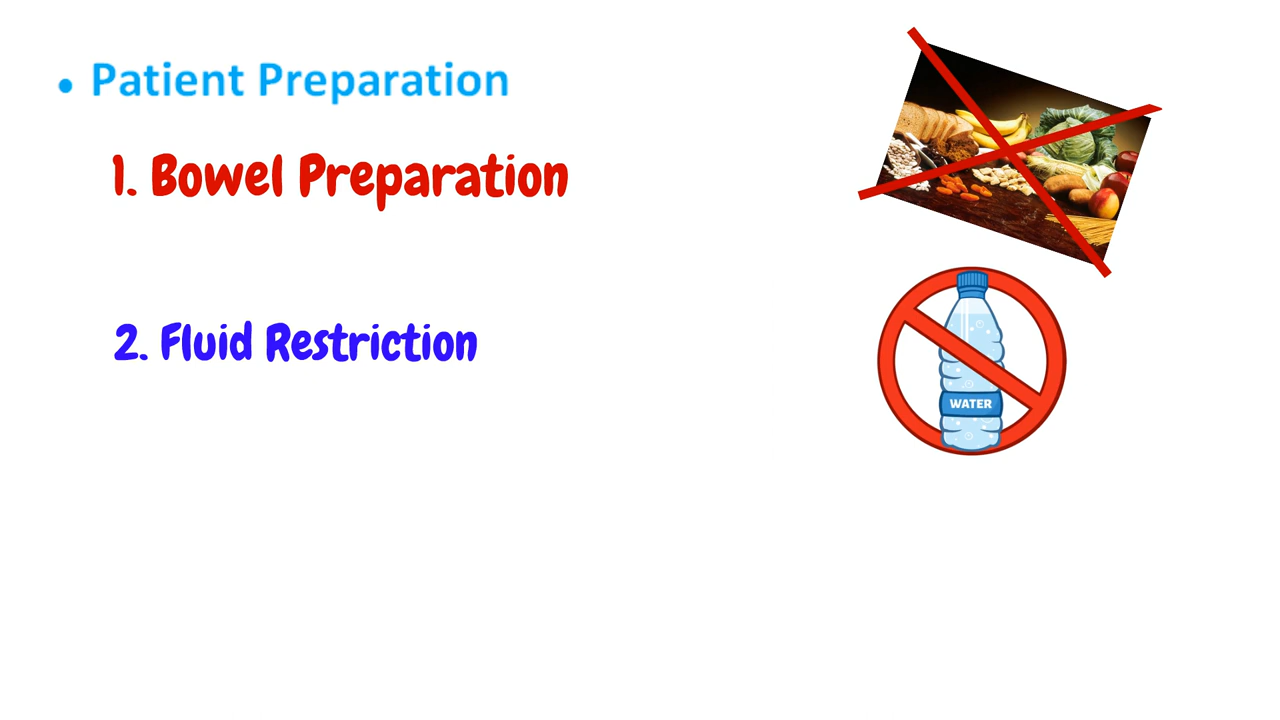 • Patient Preparation
1. Bowel Preparation
2. Fluid Restriction
WATER